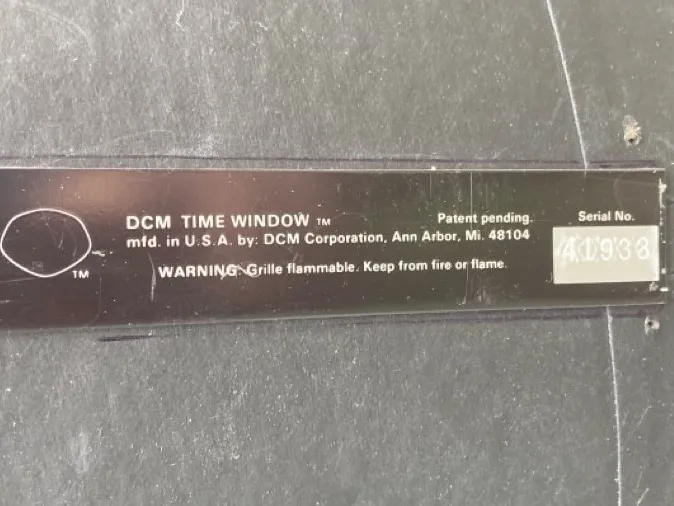 DCM TIME WINDOW ™
Patent pending.
Serial No.
mfd. in U.S.A. by: DCM Corporation, Ann Arbor, Mi. 48104
WARNING: Grille flammable. Keep from fire or flame.
41938
TM